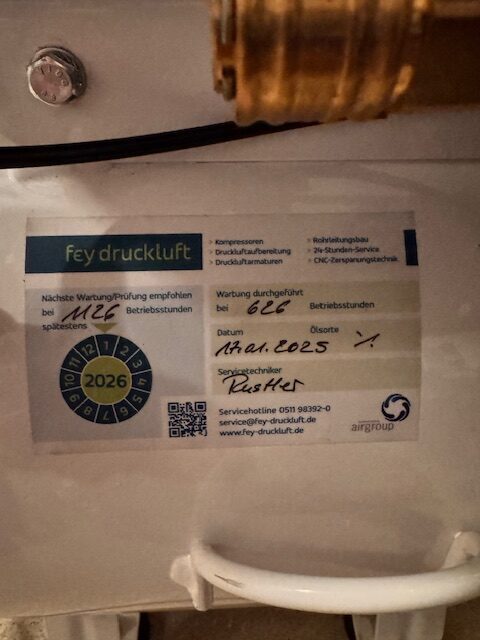 fey druckluft
> Kompressoren
> Druckluftaufbereitung
> Druckluftarmaturen
> Rohrleitungsbau
> 24-Stunden-Service
> CNC-Zerspanungstechnik
Nächste Wartung/Prüfung empfohlen
bei 1126 Betriebsstunden
spätestens
1 2 3 4 5 6 7 8 9 10 11 12
2026
Wartung durchgeführt
bei 626 Betriebsstunden
Datum Ölsorte
17.01.2025 ·/.
Servicetechniker
Servicehotline 0511 98392-0
service@fey-druckluft.de
www.fey-druckluft.de
airgroup